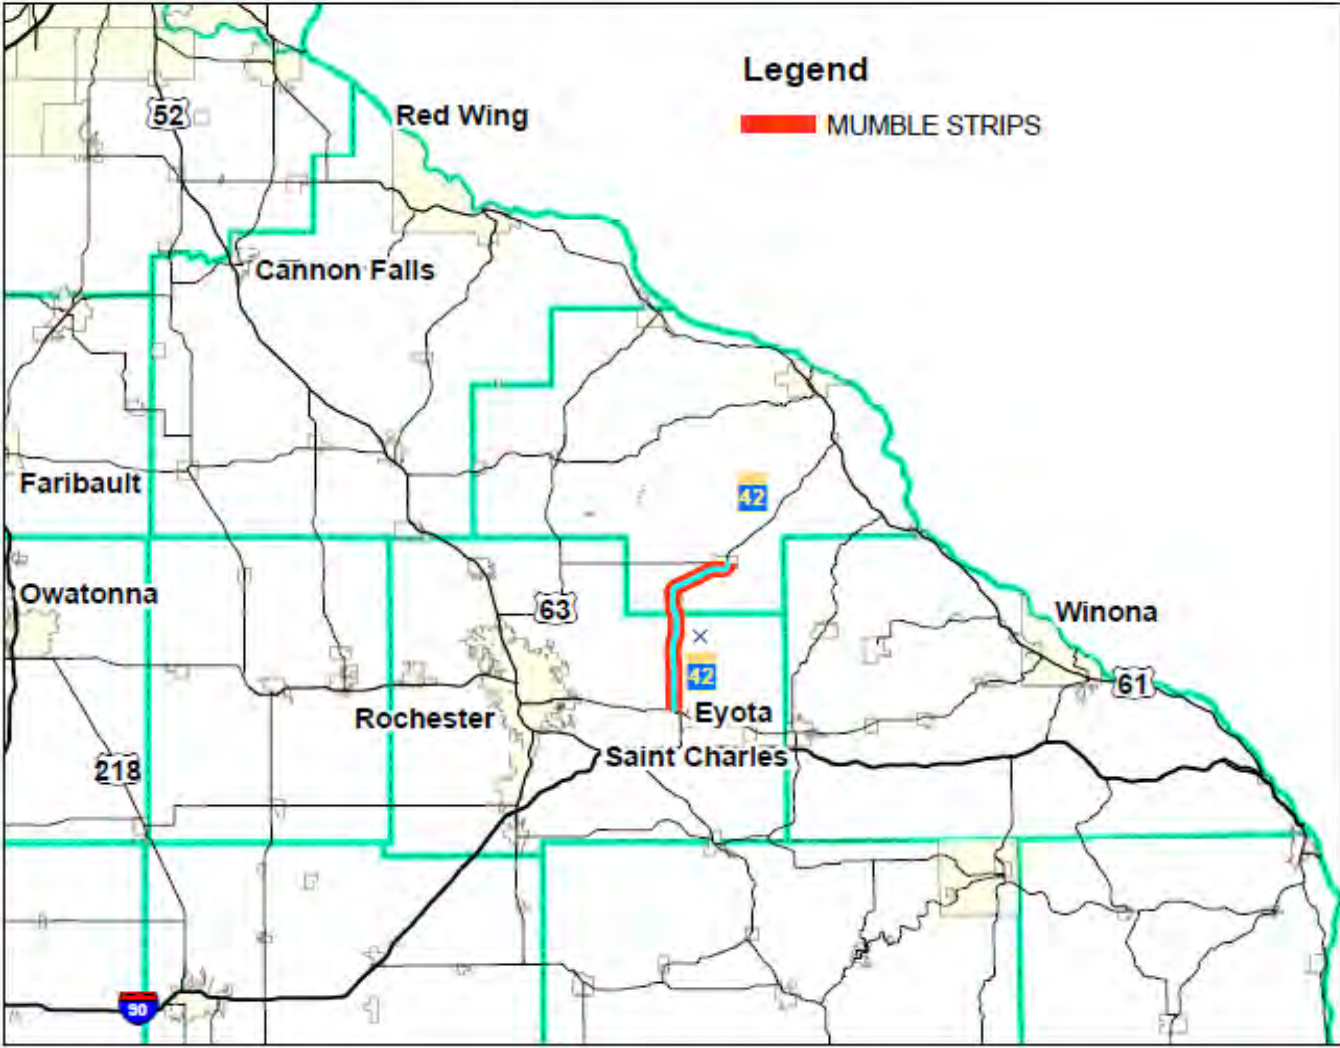 Legend
MUMBLE STRIPS
52
Red Wing
Cannon Falls
Faribault
42
Owatonna
63
Winona
42
61
Rochester
Eyota
Saint Charles
218
90